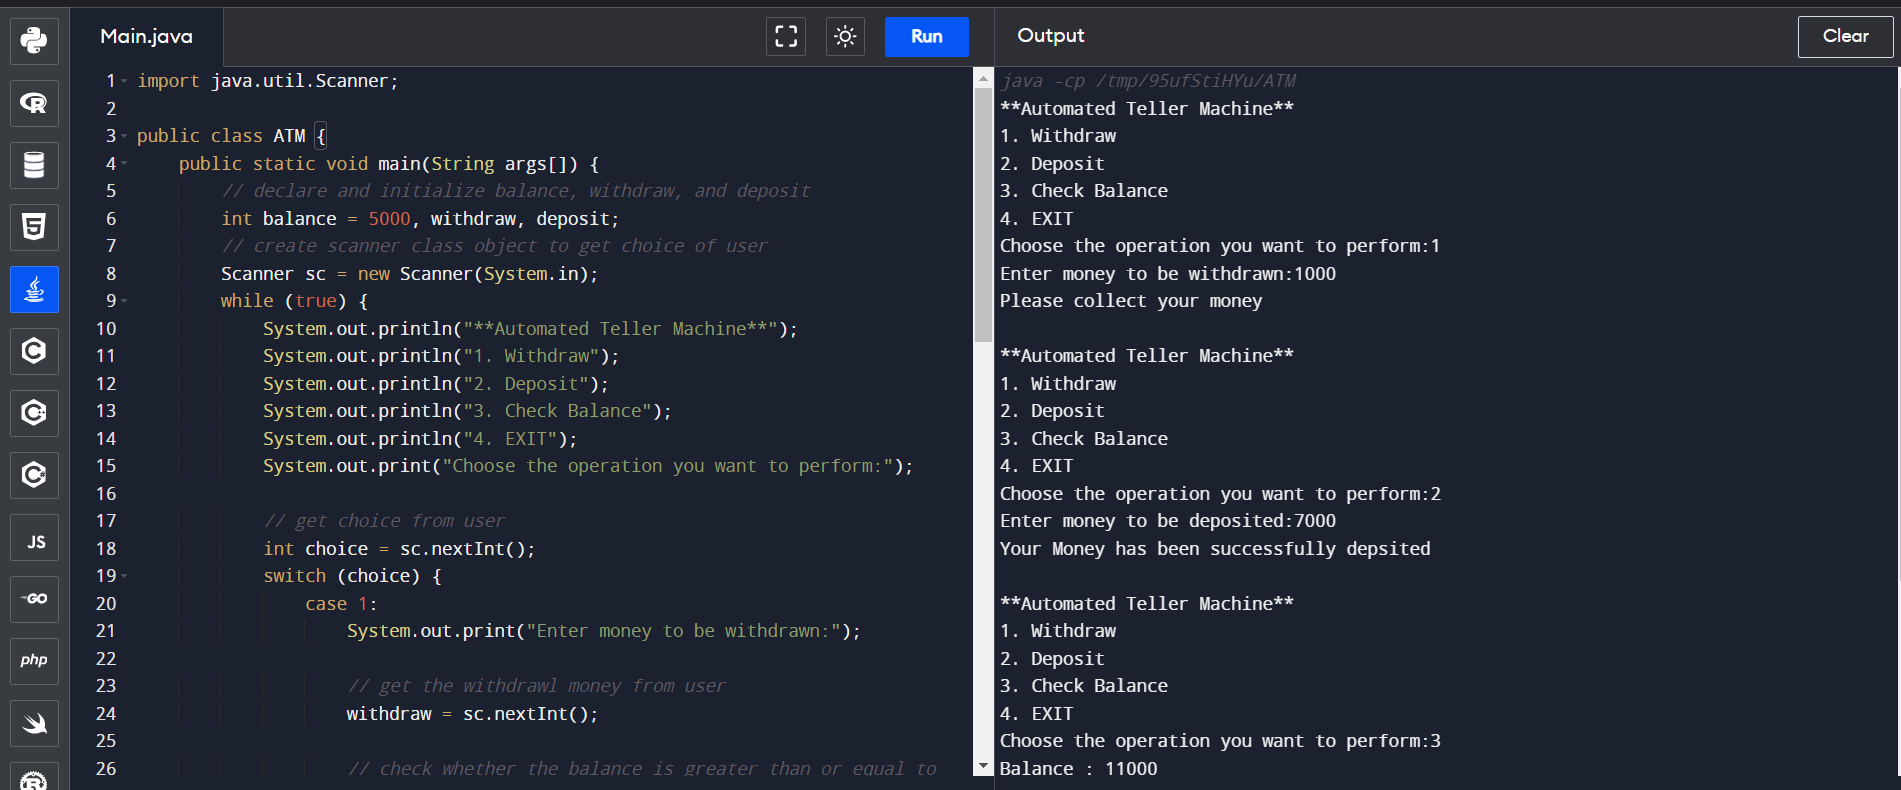 Main.java
Run
1 import java.util.Scanner;
2
3 public class ATM {
4 public static void main(String args[]) {
5 // declare and initialize balance, withdraw, and deposit
6 int balance = 5000, withdraw, deposit;
7 // create scanner class object to get choice of user
8 Scanner sc = new Scanner(System.in);
9 while (true) {
10 System.out.println("**Automated Teller Machine**");
11 System.out.println("1. Withdraw");
12 System.out.println("2. Deposit");
13 System.out.println("3. Check Balance");
14 System.out.println("4. EXIT");
15 System.out.print("Choose the operation you want to perform:");
16
17 // get choice from user
18 int choice = sc.nextInt();
19 switch (choice) {
20 case 1:
21 System.out.print("Enter money to be withdrawn:");
22
23 // get the withdrawl money from user
24 withdraw = sc.nextInt();
25
26 // check whether the balance is greater than or equal to
Output
Clear
java -cp /tmp/95ufStiHYu/ATM
**Automated Teller Machine**
1. Withdraw
2. Deposit
3. Check Balance
4. EXIT
Choose the operation you want to perform:1
Enter money to be withdrawn:1000
Please collect your money
**Automated Teller Machine**
1. Withdraw
2. Deposit
3. Check Balance
4. EXIT
Choose the operation you want to perform:2
Enter money to be deposited:7000
Your Money has been successfully depsited
**Automated Teller Machine**
1. Withdraw
2. Deposit
3. Check Balance
4. EXIT
Choose the operation you want to perform:3
Balance : 11000
R
5
C
C++
C#
JS
GO
php
R